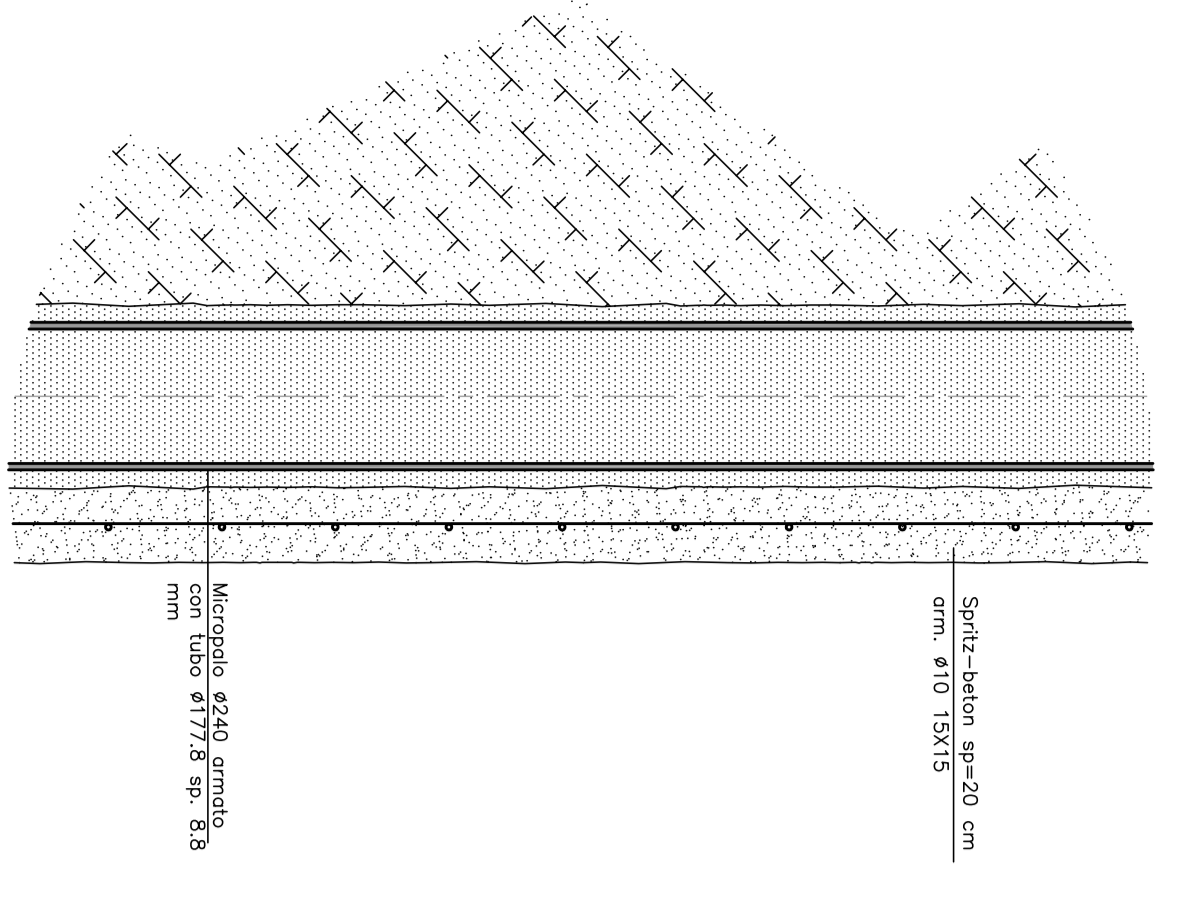 Micropalo ø240 armato
con tubo ø177.8 sp. 8.8
mm
Spritz-beton sp=20 cm
arm. ø10 15X15